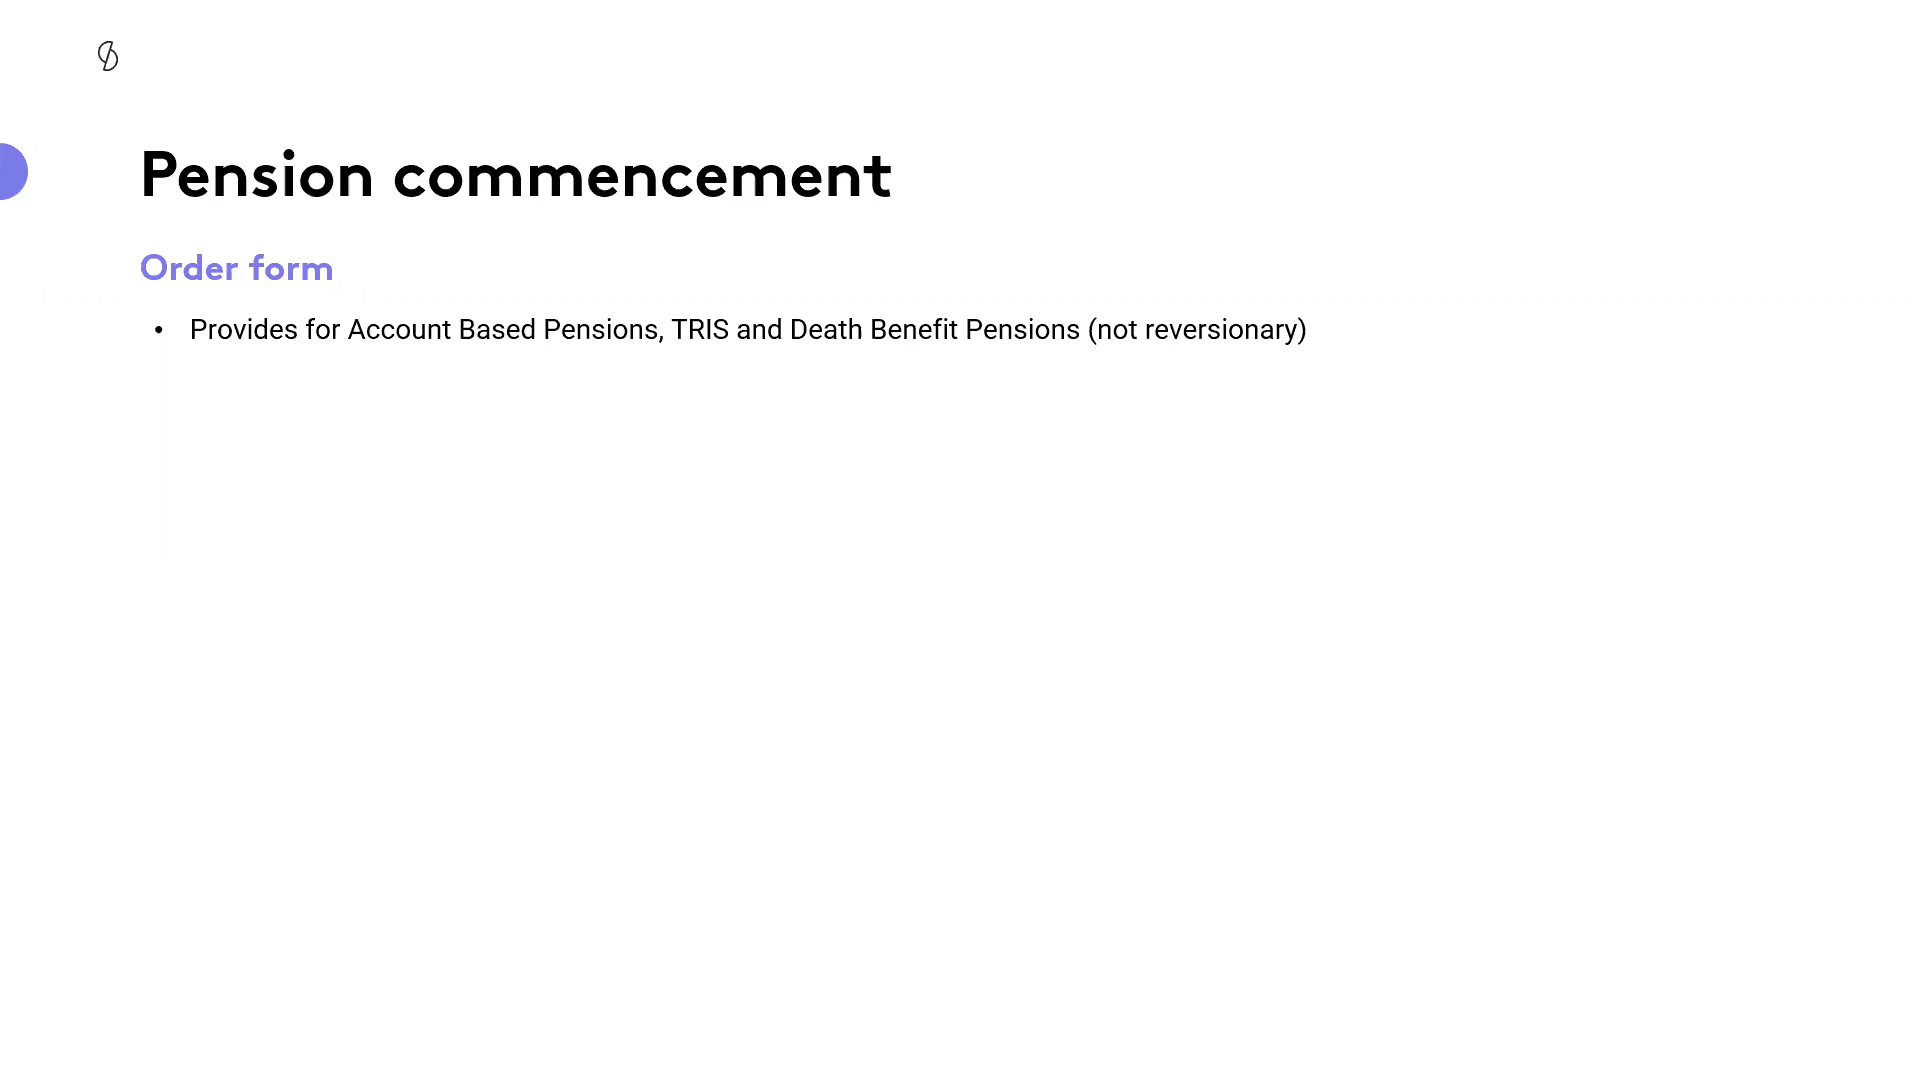 Pension commencement
Order form
• Provides for Account Based Pensions, TRIS and Death Benefit Pensions (not reversionary)